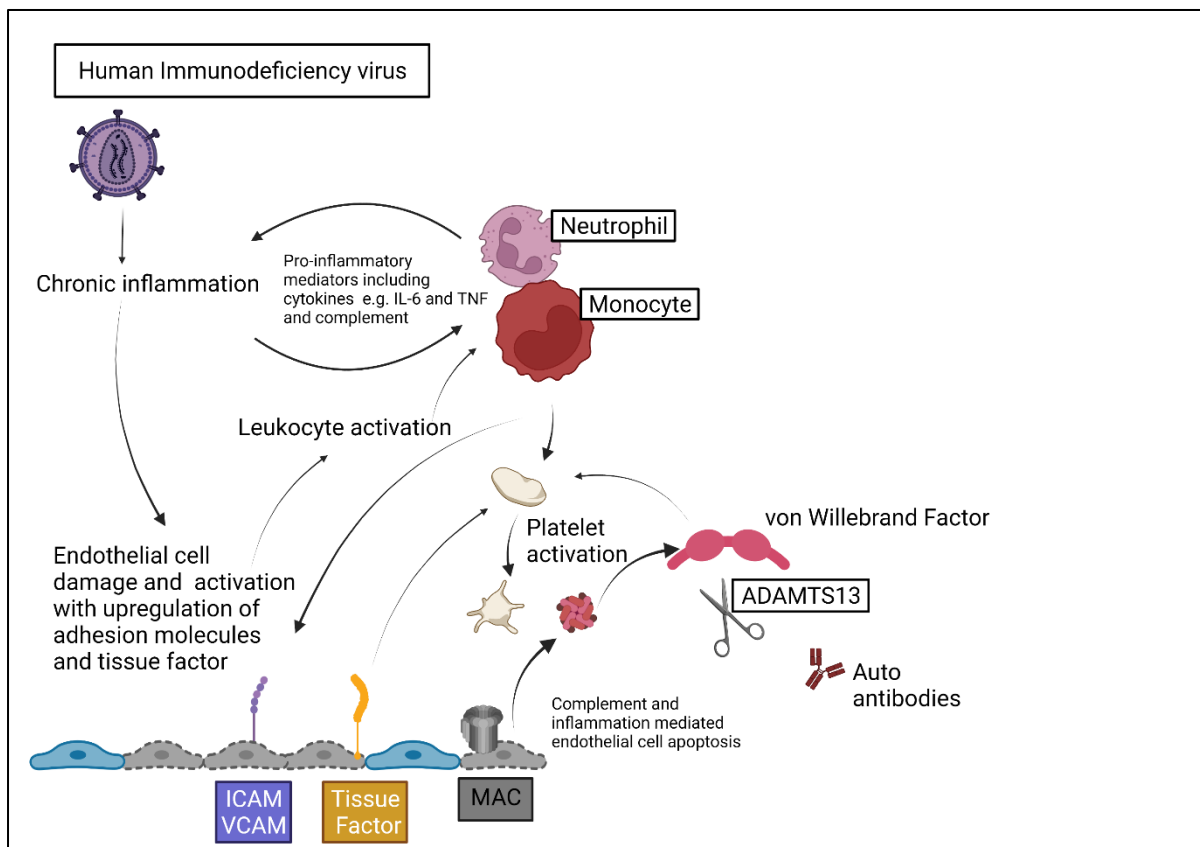 Human Immunodeficiency virus
Neutrophil
Pro-inflammatory
mediators including
cytokines e.g. IL-6 and TNF
and complement
Chronic inflammation
Monocyte
Leukocyte activation
Platelet
activation
von Willebrand Factor
ADAMTS13
Endothelial cell
damage and activation
with upregulation of
adhesion molecules
and tissue factor
Auto
antibodies
Complement and
inflammation mediated
endothelial cell apoptosis
ICAM
VCAM
Tissue
Factor
MAC